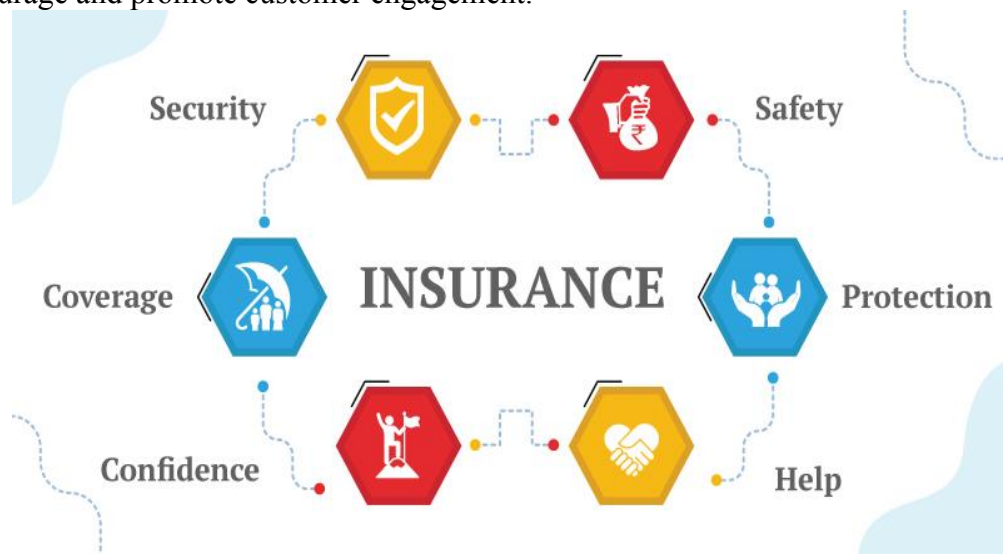 and promote customer engagement.
Security
Safety
₹
Coverage
INSURANCE
Protection
Confidence
Help